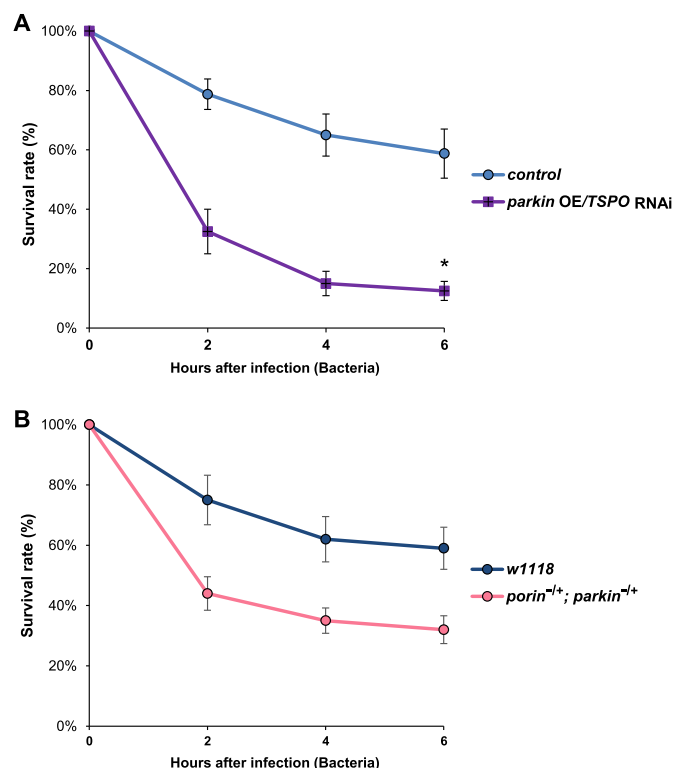 A
100%
80%
60%
40%
20%
0%
Survival rate (%)
0 2 4 6
Hours after infection (Bacteria)
*
control
parkin OE/TSPO RNAi
B
100%
80%
60%
40%
20%
0%
Survival rate (%)
0 2 4 6
Hours after infection (Bacteria)
w1118
porin⁻/⁺; parkin⁻/⁺